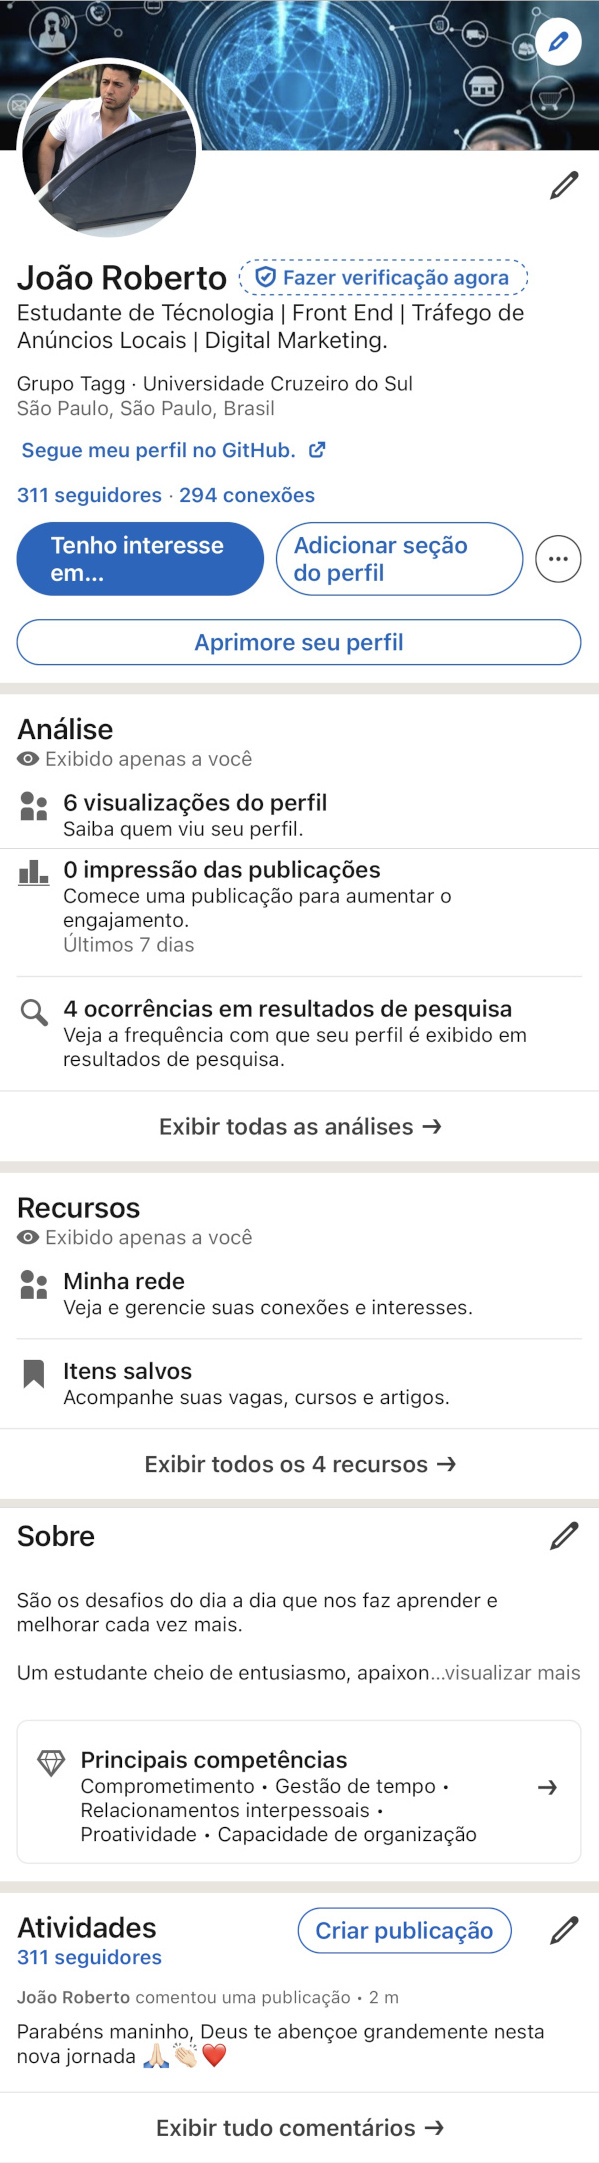 João Roberto
Fazer verificação agora
Estudante de Técnologia | Front End | Tráfego de
Anúncios Locais | Digital Marketing.
Grupo Tagg · Universidade Cruzeiro do Sul
São Paulo, São Paulo, Brasil
Segue meu perfil no GitHub.
311 seguidores · 294 conexões
Tenho interesse
em...
Adicionar seção
do perfil
Aprimore seu perfil
Análise
Exibido apenas a você
6 visualizações do perfil
Saiba quem viu seu perfil.
0 impressão das publicações
Comece uma publicação para aumentar o
engajamento.
Últimos 7 dias
4 ocorrências em resultados de pesquisa
Veja a frequência com que seu perfil é exibido em
resultados de pesquisa.
Exibir todas as análises →
Recursos
Exibido apenas a você
Minha rede
Veja e gerencie suas conexões e interesses.
Itens salvos
Acompanhe suas vagas, cursos e artigos.
Exibir todos os 4 recursos →
Sobre
São os desafios do dia a dia que nos faz aprender e
melhorar cada vez mais.
Um estudante cheio de entusiasmo, apaixon...visualizar mais
Principais competências
Comprometimento • Gestão de tempo •
Relacionamentos interpessoais •
Proatividade • Capacidade de organização
Atividades
Criar publicação
311 seguidores
João Roberto comentou uma publicação • 2 m
Parabéns maninho, Deus te abençoe grandemente nesta
nova jornada 🙏🏻👏🏻❤️
Exibir tudo comentários →